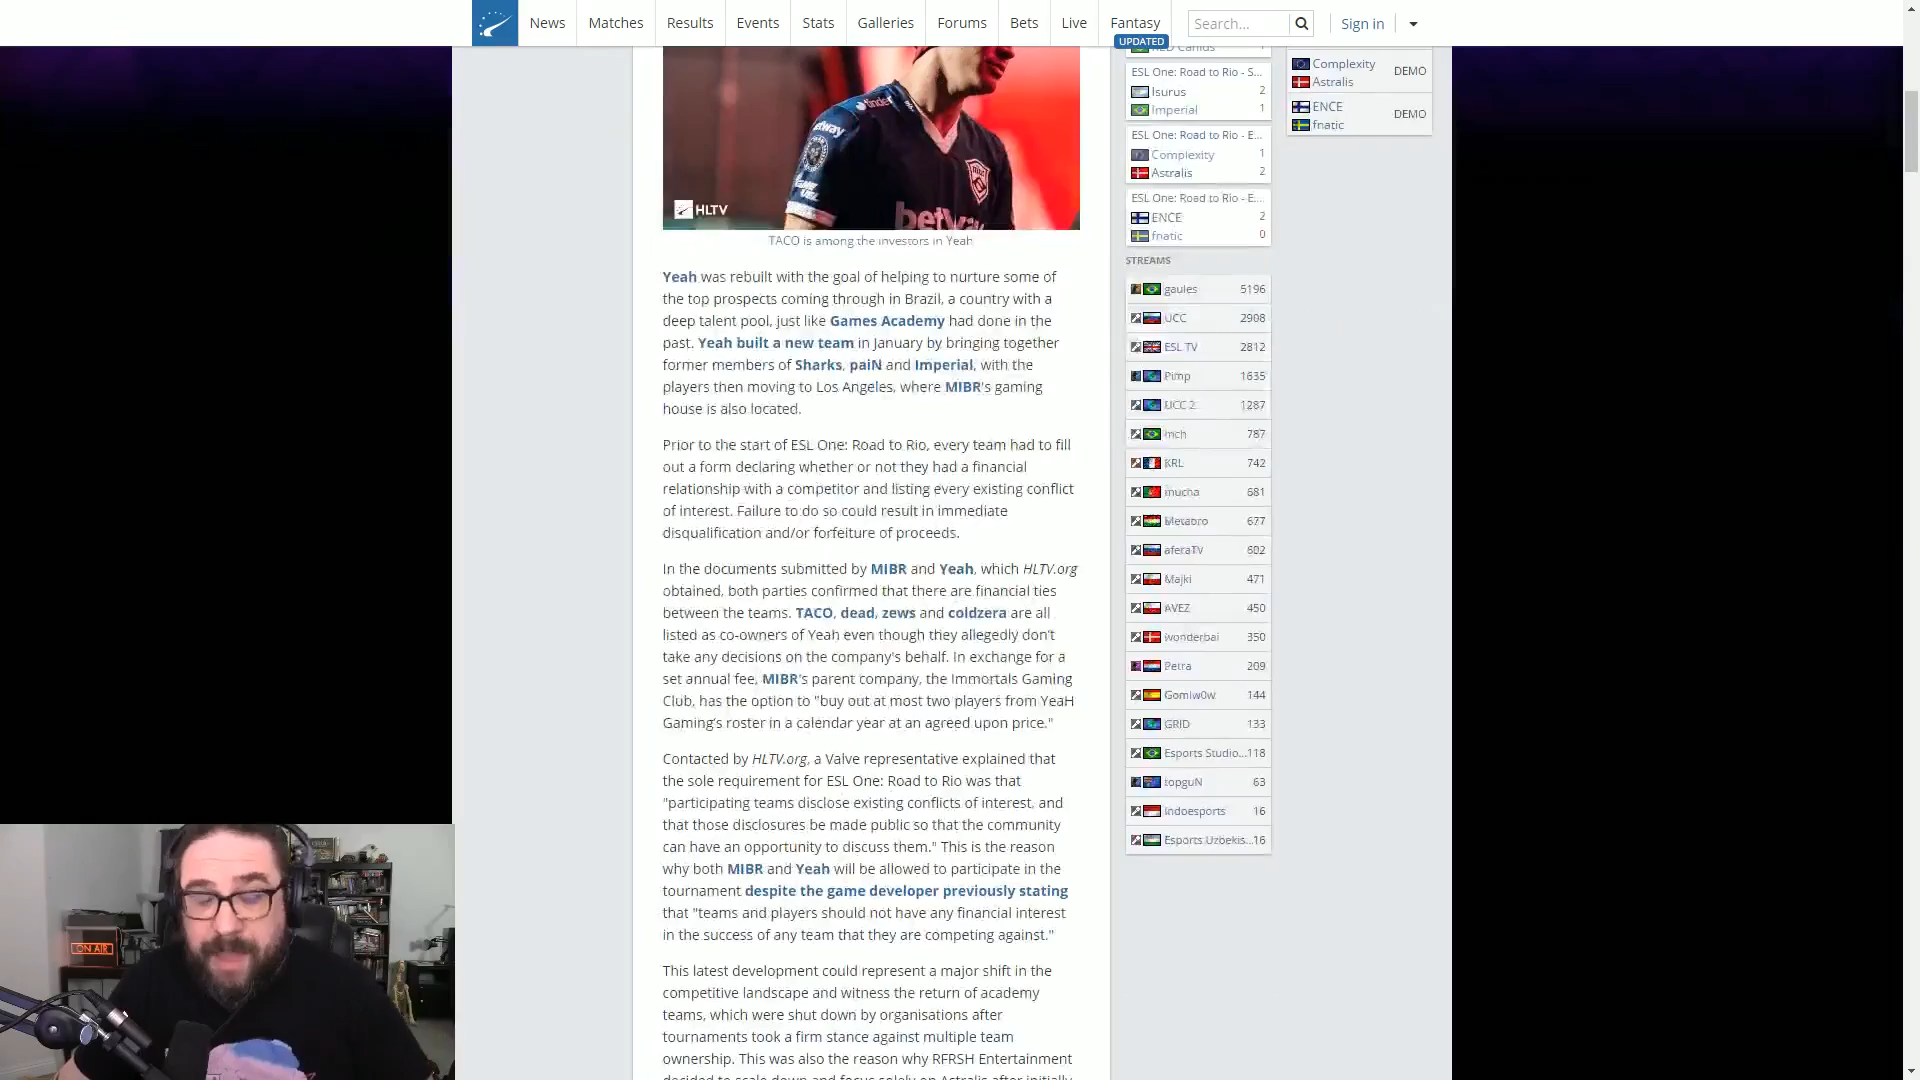 News
Matches
Results
Events
Stats
Galleries
Forums
Bets
Live
Fantasy
UPDATED
Search...
Sign in
finder
betway
HLTV
TACO is among the investors in Yeah
Yeah was rebuilt with the goal of helping to nurture some of
the top prospects coming through in Brazil, a country with a
deep talent pool, just like Games Academy had done in the
past. Yeah built a new team in January by bringing together
former members of Sharks, paiN and Imperial, with the
players then moving to Los Angeles, where MIBR's gaming
house is also located.
Prior to the start of ESL One: Road to Rio, every team had to fill
out a form declaring whether or not they had a financial
relationship with a competitor and listing every existing conflict
of interest. Failure to do so could result in immediate
disqualification and/or forfeiture of proceeds.
In the documents submitted by MIBR and Yeah, which HLTV.org
obtained, both parties confirmed that there are financial ties
between the teams. TACO, dead, zews and coldzera are all
listed as co-owners of Yeah even though they allegedly don't
take any decisions on the company's behalf. In exchange for a
set annual fee, MIBR's parent company, the Immortals Gaming
Club, has the option to "buy out at most two players from YeaH
Gaming's roster in a calendar year at an agreed upon price."
Contacted by HLTV.org, a Valve representative explained that
the sole requirement for ESL One: Road to Rio was that
"participating teams disclose existing conflicts of interest, and
that those disclosures be made public so that the community
can have an opportunity to discuss them." This is the reason
why both MIBR and Yeah will be allowed to participate in the
tournament despite the game developer previously stating
that "teams and players should not have any financial interest
in the success of any team that they are competing against."
This latest development could represent a major shift in the
competitive landscape and witness the return of academy
teams, which were shut down by organisations after
tournaments took a firm stance against multiple team
ownership. This was also the reason why RFRSH Entertainment
decided to scale down and focus solely on Astralis after initially
RED Canids 1
ESL One: Road to Rio - S...
Isurus 2
Imperial 1
ESL One: Road to Rio - E...
Complexity 1
Astralis 2
ESL One: Road to Rio - E...
ENCE 2
fnatic 0
STREAMS
gaules 5196
UCC 2908
ESL TV 2812
Pimp 1635
UCC 2 1287
mch 787
KRL 742
mucha 681
Metabro 677
aferaTV 602
Majki 471
AVEZ 450
wonderbai 350
Petra 209
Gomiw0w 144
GRID 133
Esports Studio...118
topguN 63
Indoesports 16
Esports Uzbekis...16
Complexity
Astralis DEMO
ENCE
fnatic DEMO
ON AIR